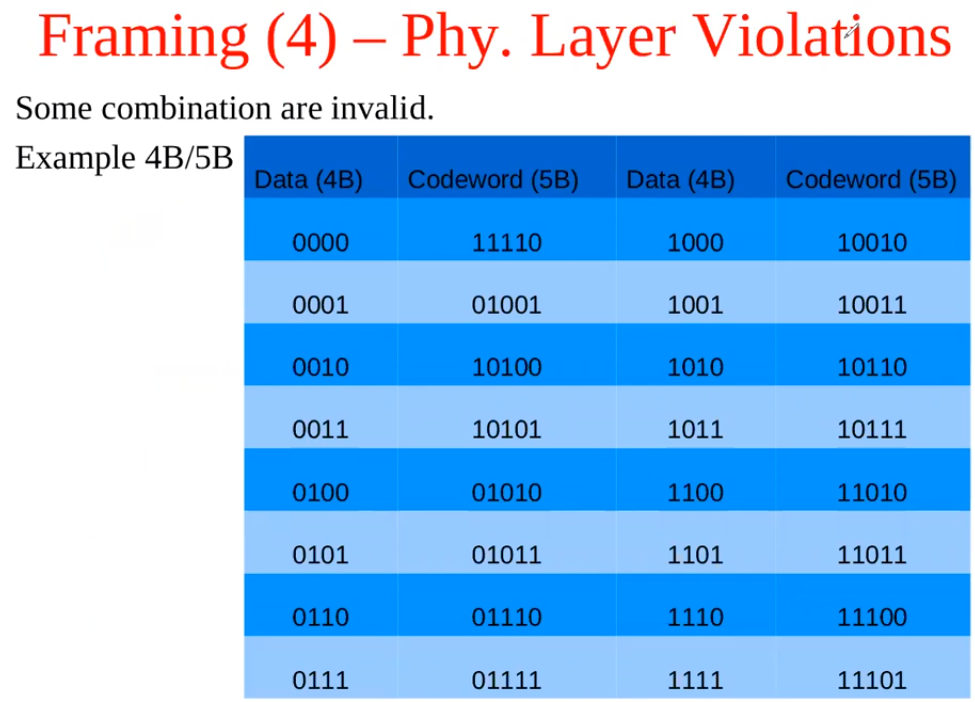 Framing (4) – Phy. Layer Violations
Some combination are invalid.
Example 4B/5B
Data (4B) Codeword (5B) Data (4B) Codeword (5B)
0000 11110 1000 10010
0001 01001 1001 10011
0010 10100 1010 10110
0011 10101 1011 10111
0100 01010 1100 11010
0101 01011 1101 11011
0110 01110 1110 11100
0111 01111 1111 11101